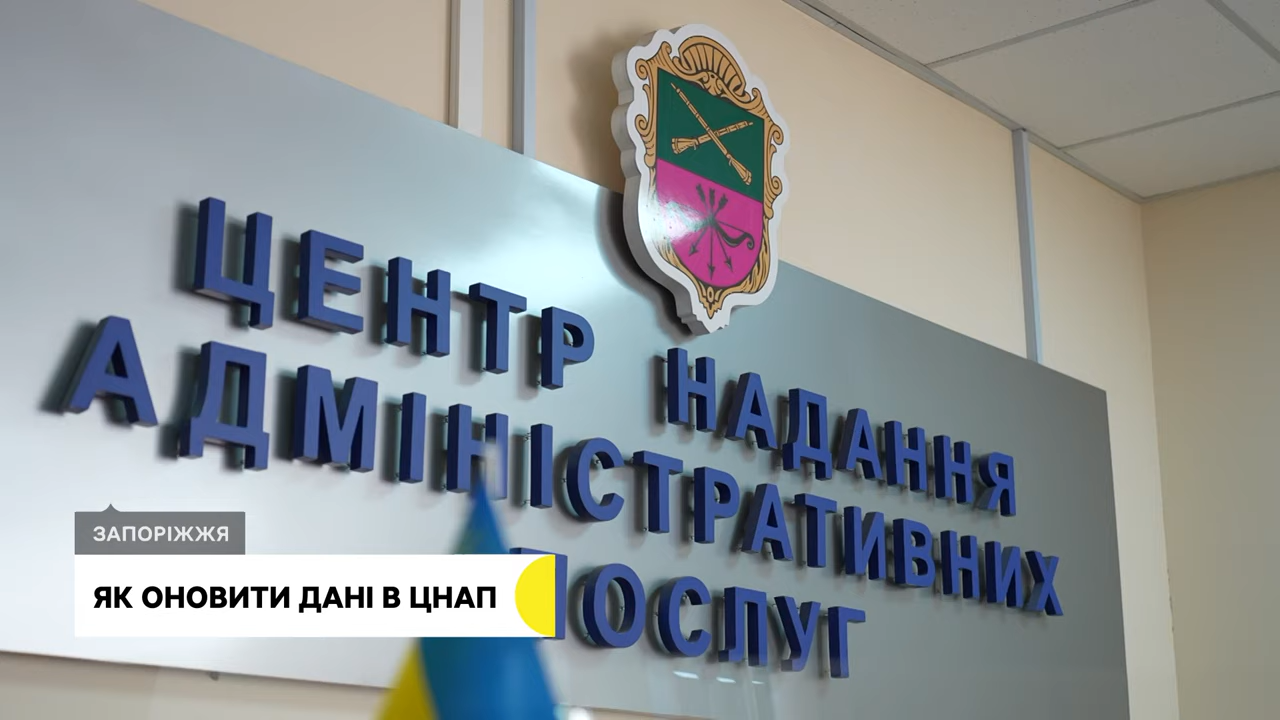 ЦЕНТР НАДАННЯ
АДМІНІСТРАТИВНИХ
ПОСЛУГ
ЗАПОРІЖЖЯ
ЯК ОНОВИТИ ДАНІ В ЦНАП